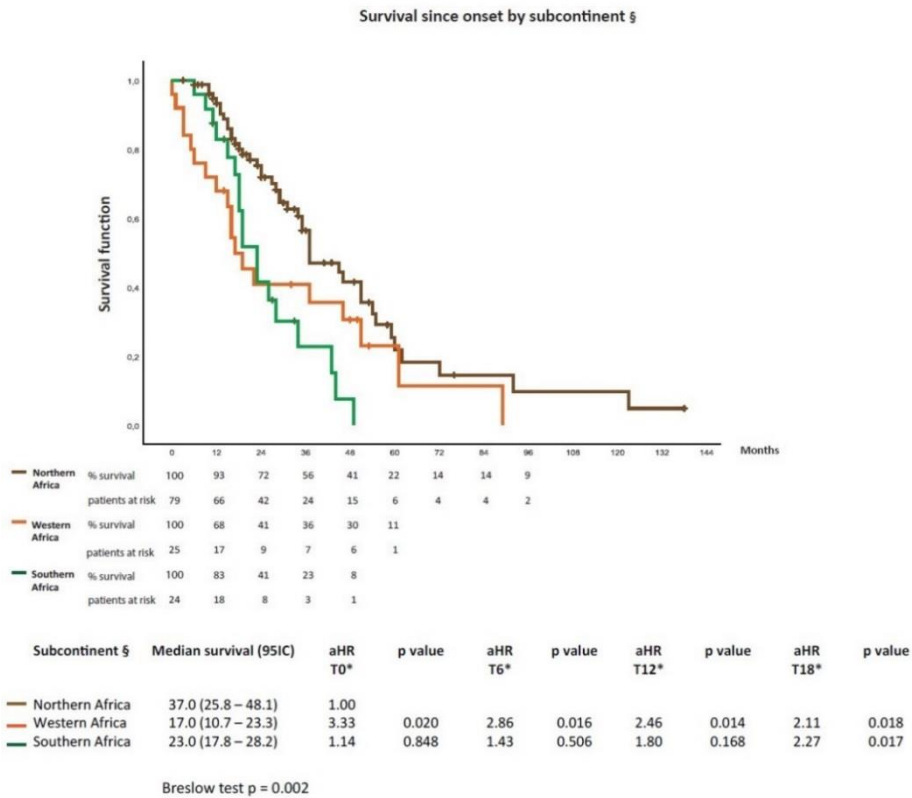 Survival since onset by subcontinent §
Survival function
1,0
0,8
0,6
0,4
0,2
0,0
0 12 24 36 48 60 72 84 96 108 120 132 144 Months
Northern Africa % survival 100 93 72 56 41 22 14 14 9
patients at risk 79 66 42 24 15 6 4 4 2
Western Africa % survival 100 68 41 36 30 11
patients at risk 25 17 9 7 6 1
Southern Africa % survival 100 83 41 23 8
patients at risk 24 18 8 3 1
Subcontinent § Median survival (95IC) aHR p value aHR p value aHR p value aHR p value
T0* T6* T12* T18*
Northern Africa 37.0 (25.8 – 48.1) 1.00
Western Africa 17.0 (10.7 – 23.3) 3.33 0.020 2.86 0.016 2.46 0.014 2.11 0.018
Southern Africa 23.0 (17.8 – 28.2) 1.14 0.848 1.43 0.506 1.80 0.168 2.27 0.017
Breslow test p = 0.002